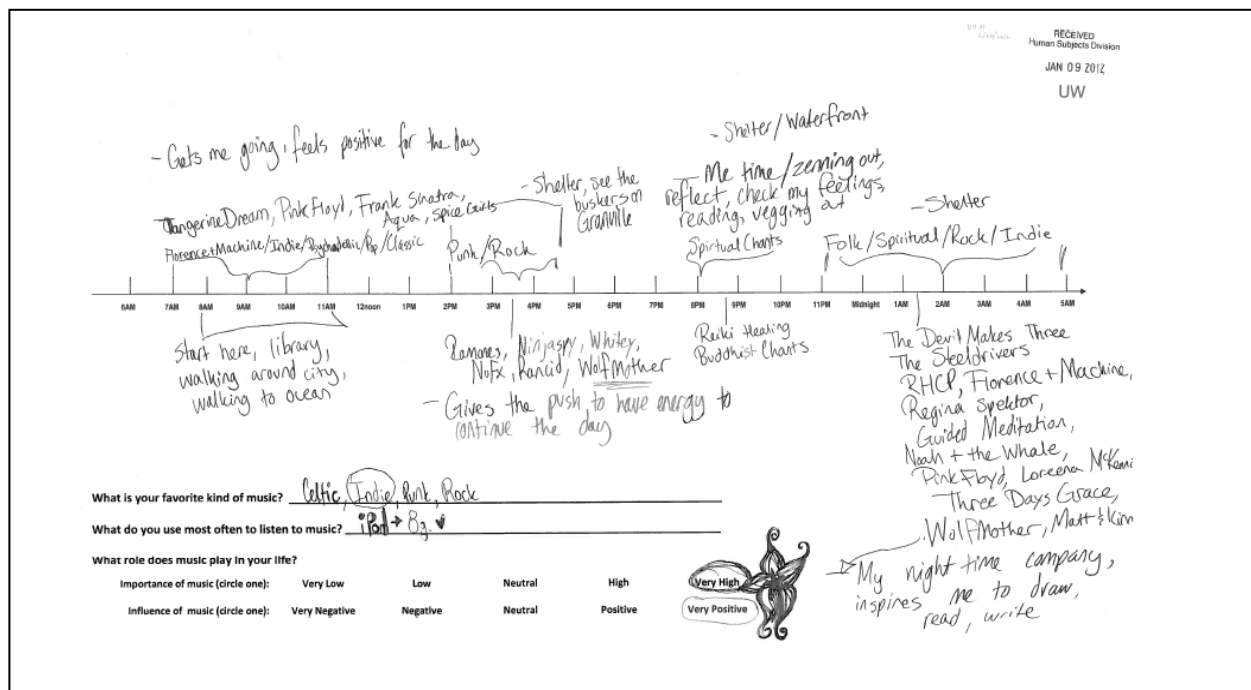 RECEIVED
Human Subjects Division
JAN 09 2012
UW
- Gets me going, feels positive for the day
Tangerine Dream, Pink Floyd, Frank Sinatra,
Aqua, Spice Girls
Florence + Machine/Indie/Psychadelic/Pop/Classic
Punk/Rock
- Shelter, see the
buskers on
Granville
- Shelter/Waterfront
- Me time/zenning out,
reflect, check my feelings,
reading, vegging out
Spirtual Chants
- Shelter
Folk/Spiritual/Rock/Indie
6AM 7AM 8AM 9AM 10AM 11AM 12noon 1PM 2PM 3PM 4PM 5PM 6PM 7PM 8PM 9PM 10PM 11PM Midnight 1AM 2AM 3AM 4AM 5AM
Start here, library,
walking around city,
walking to ocean
Ramones, Ninjaspy, Whitey,
NoFx, Rancid, WolfMother
- Gives the push to have energy to
continue the day
Reiki Healing
Buddhist Chants
The Devil Makes Three
The Steeldrivers
RHCP, Florence + Machine,
Regina Spektor,
Guided Meditation,
Noah + the Whale,
Pink Floyd, Loreena
Three Days Grace,
WolfMother, Matt & Kim
My night time company,
inspires me to draw,
read, write
What is your favorite kind of music? Celtic, Indie, Punk, Rock
What do you use most often to listen to music? iPod → 8g.
What role does music play in your life?
Importance of music (circle one): Very Low Low Neutral High Very High
Influence of music (circle one): Very Negative Negative Neutral Positive Very Positive